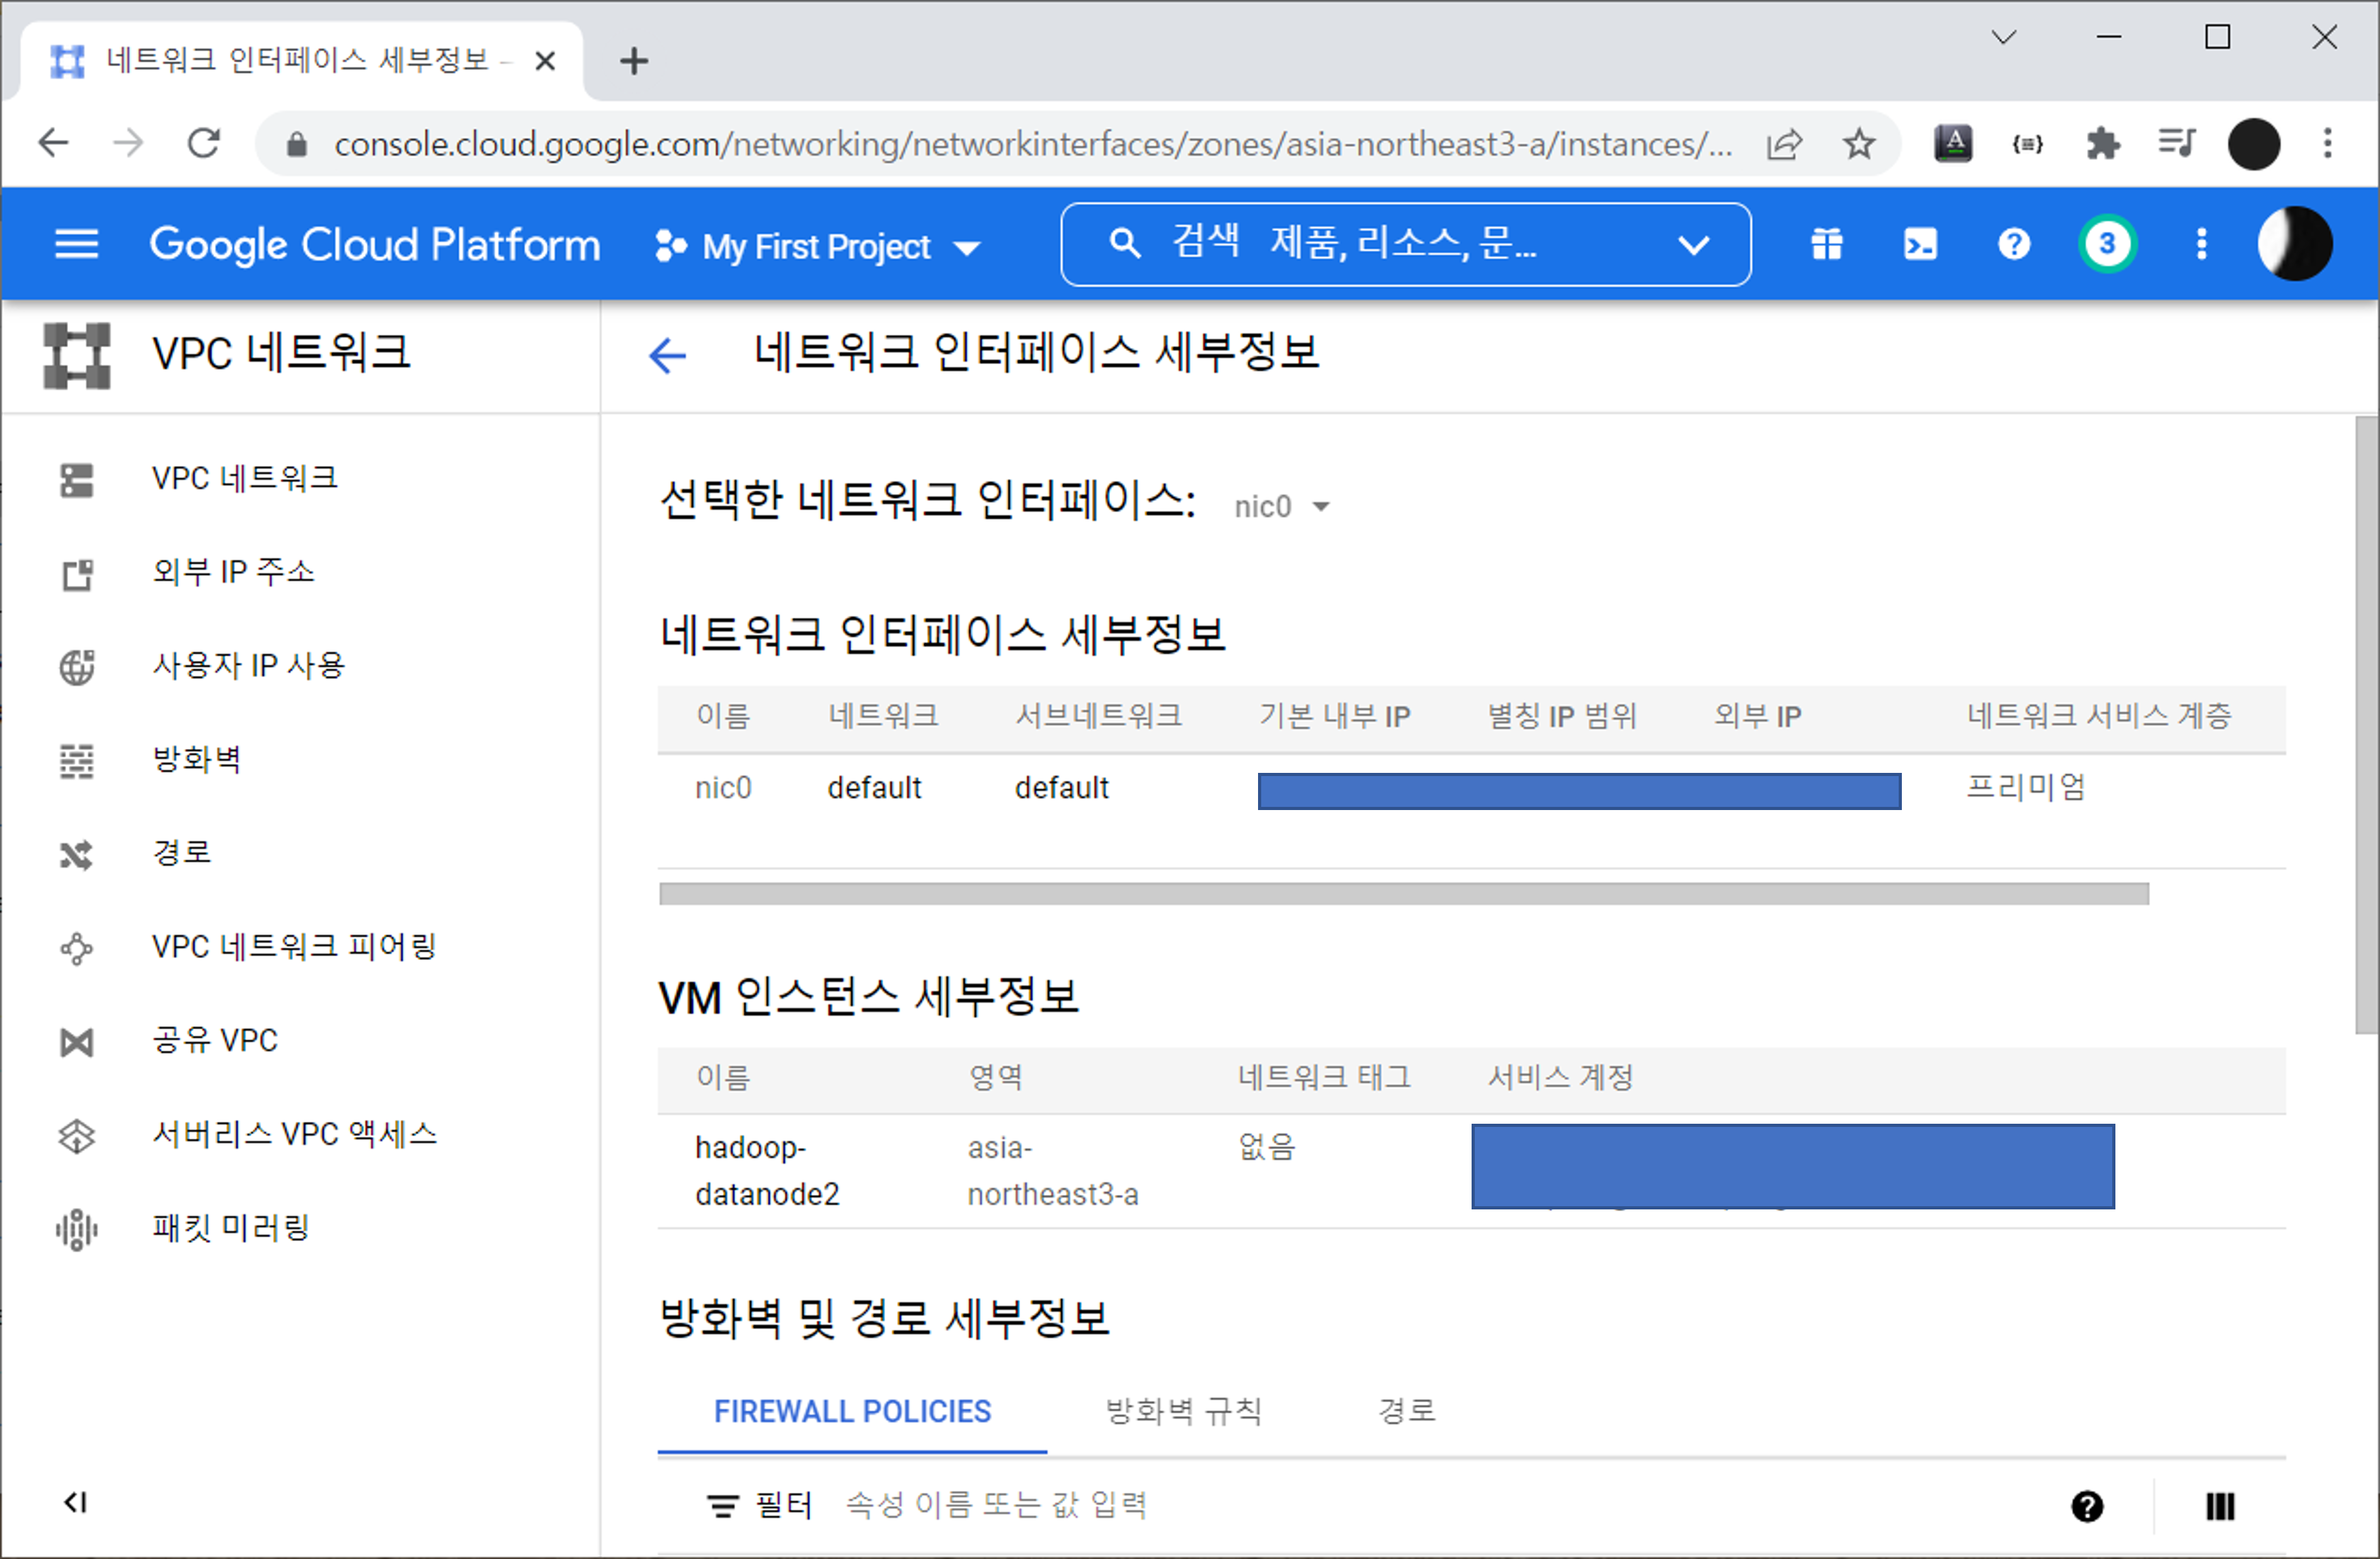 네트워크 인터페이스 세부정보 –
console.cloud.google.com/networking/networkinterfaces/zones/asia-northeast3-a/instances/...
Google Cloud Platform
My First Project
검색 제품, 리소스, 문...
3
VPC 네트워크
네트워크 인터페이스 세부정보
VPC 네트워크
외부 IP 주소
사용자 IP 사용
방화벽
경로
VPC 네트워크 피어링
공유 VPC
서버리스 VPC 액세스
패킷 미러링
선택한 네트워크 인터페이스: nic0
네트워크 인터페이스 세부정보
이름 네트워크 서브네트워크 기본 내부 IP 별칭 IP 범위 외부 IP 네트워크 서비스 계층
nic0 default default 프리미엄
VM 인스턴스 세부정보
이름 영역 네트워크 태그 서비스 계정
hadoop- asia- 없음
datanode2 northeast3-a
방화벽 및 경로 세부정보
FIREWALL POLICIES 방화벽 규칙 경로
필터 속성 이름 또는 값 입력